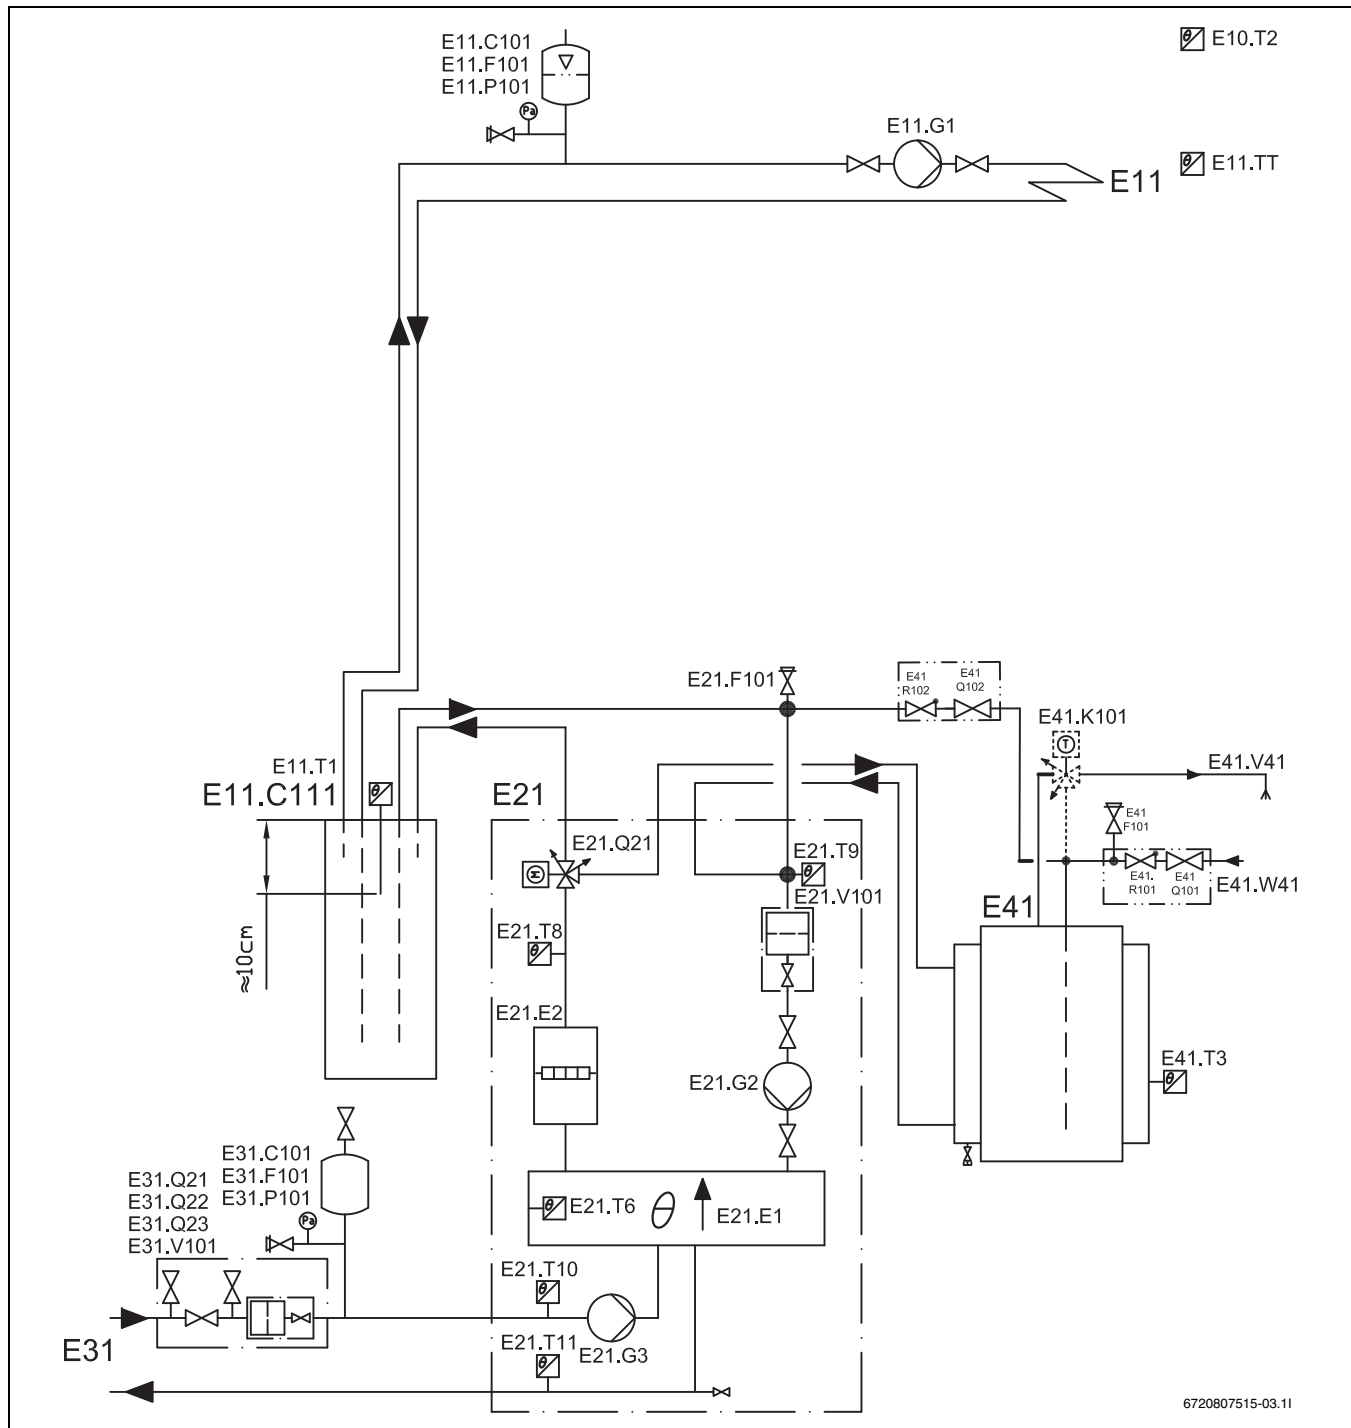 E11.C101
E11.F101
E11.P101
Pa
E11.G1
θ E10.T2
θ E11.TT
E11
E21.F101
E41
R102
E41
Q102
E41.K101
T
E41.V41
E11.T1
E11.C111
θ
E21
E21.Q21
M
E21.T9
θ
E21.V101
E41
F101
E41.
R101
E41
Q101
E41.W41
E41
E21.T8
θ
≈10cm
E21.E2
E21.G2
E41.T3
θ
E31.C101
E31.F101
E31.P101
Pa
E31.Q21
E31.Q22
E31.Q23
E31.V101
θ E21.T6
E21.E1
E21.T10
θ
E21.T11
θ
E21.G3
E31
6720807515-03.1I